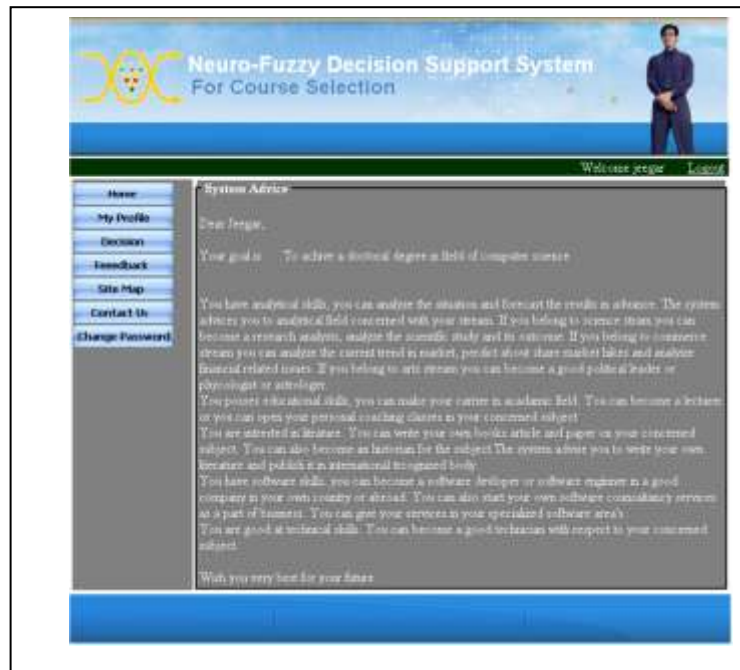 Neuro-Fuzzy Decision Support System
For Course Selection
Welcome jeegar Logout
Home
My Profile
Decision
Feendback
Site Map
Contact Us
Change Password
System Advice
Dear Jeegar,
Your goal is To achive a doctoral degree in field of computer science
You have analytical skills, you can analyze the situation and forecast the results in advance. The system
advices you to analytical field concerned with your stream. If you belong to science steam you can
become a research analysis, analyze the scientific study and its outcome. If you belong to commerce
stream you can analyze the current trend in market, predict about share market hikes and analyze
financial related issues. If you belong to arts stream you can become a good political leader or
physcologist or astrologer.
You posses educational skills, you can make your carrier in academic field. You can become a lecturer
or you can open your personal coaching classes in your concerned subject
You are in literature. You can write your own books article and paper on your concerned
subject. You can also become an historian for the subject.The system advise you to write your own
literature and publish it in international recognized body
You have software skills, you can become a software or software engineer in a good
company in your own country or abroad. You can also start your own software services
as a part of business. You can give your services in your specialized software area's
You are good at technical skills. You can become a good technician with respect to your concerned
subject.
Wish you very best for your future